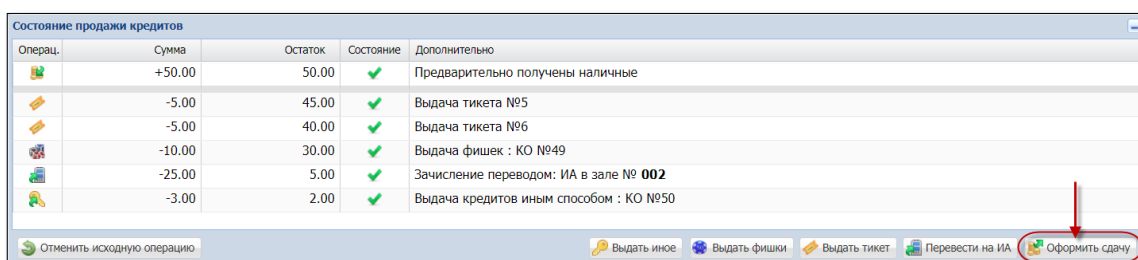 Состояние продажи кредитов
Операц. Сумма Остаток Состояние Дополнительно
+50.00 50.00 Предварительно получены наличные
-5.00 45.00 Выдача тикета №5
-5.00 40.00 Выдача тикета №6
-10.00 30.00 Выдача фишек : КО №49
-25.00 5.00 Зачисление переводом: ИА в зале № 002
-3.00 2.00 Выдача кредитов иным способом : КО №50
Отменить исходную операцию Выдать иное Выдать фишки Выдать тикет Перевести на ИА Оформить сдачу